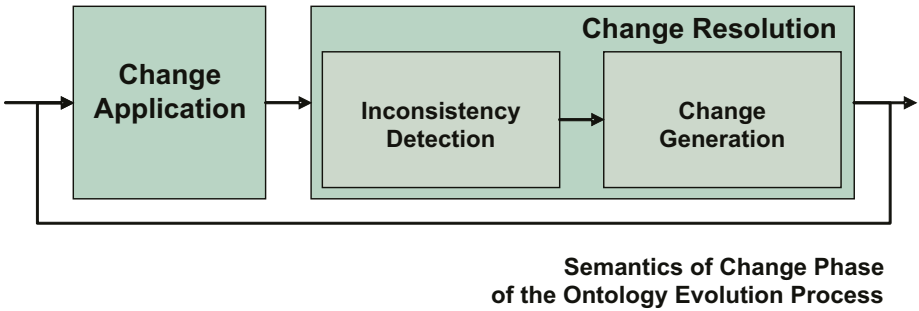 Change
Application
Change Resolution
Inconsistency
Detection
Change
Generation
Semantics of Change Phase
of the Ontology Evolution Process